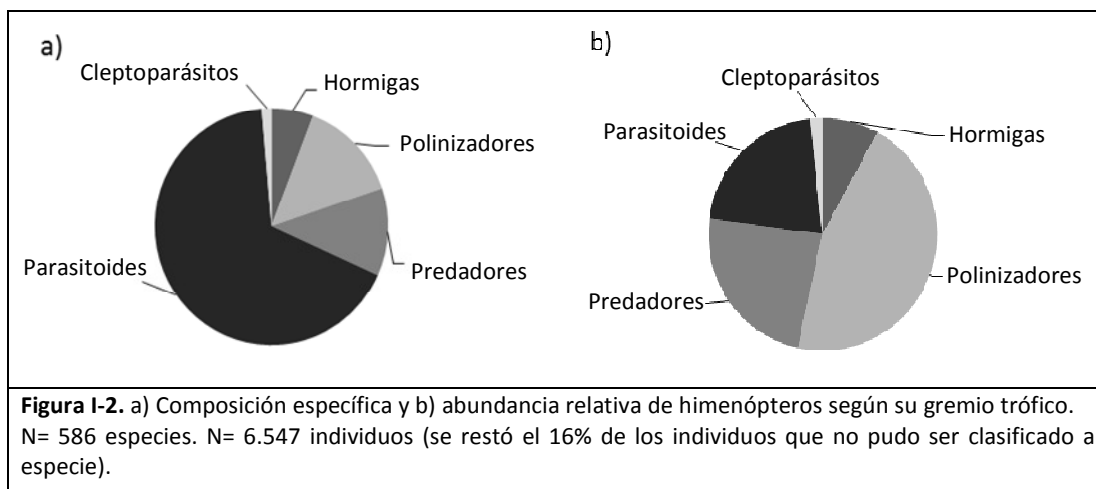 a)
Cleptoparásitos
Hormigas
Polinizadores
Parasitoides
Predadores
b)
Cleptoparásitos
Parasitoides
Hormigas
Predadores
Polinizadores
Figura I-2. a) Composición específica y b) abundancia relativa de himenópteros según su gremio trófico.
N= 586 especies. N= 6.547 individuos (se restó el 16% de los individuos que no pudo ser clasificado a
especie).